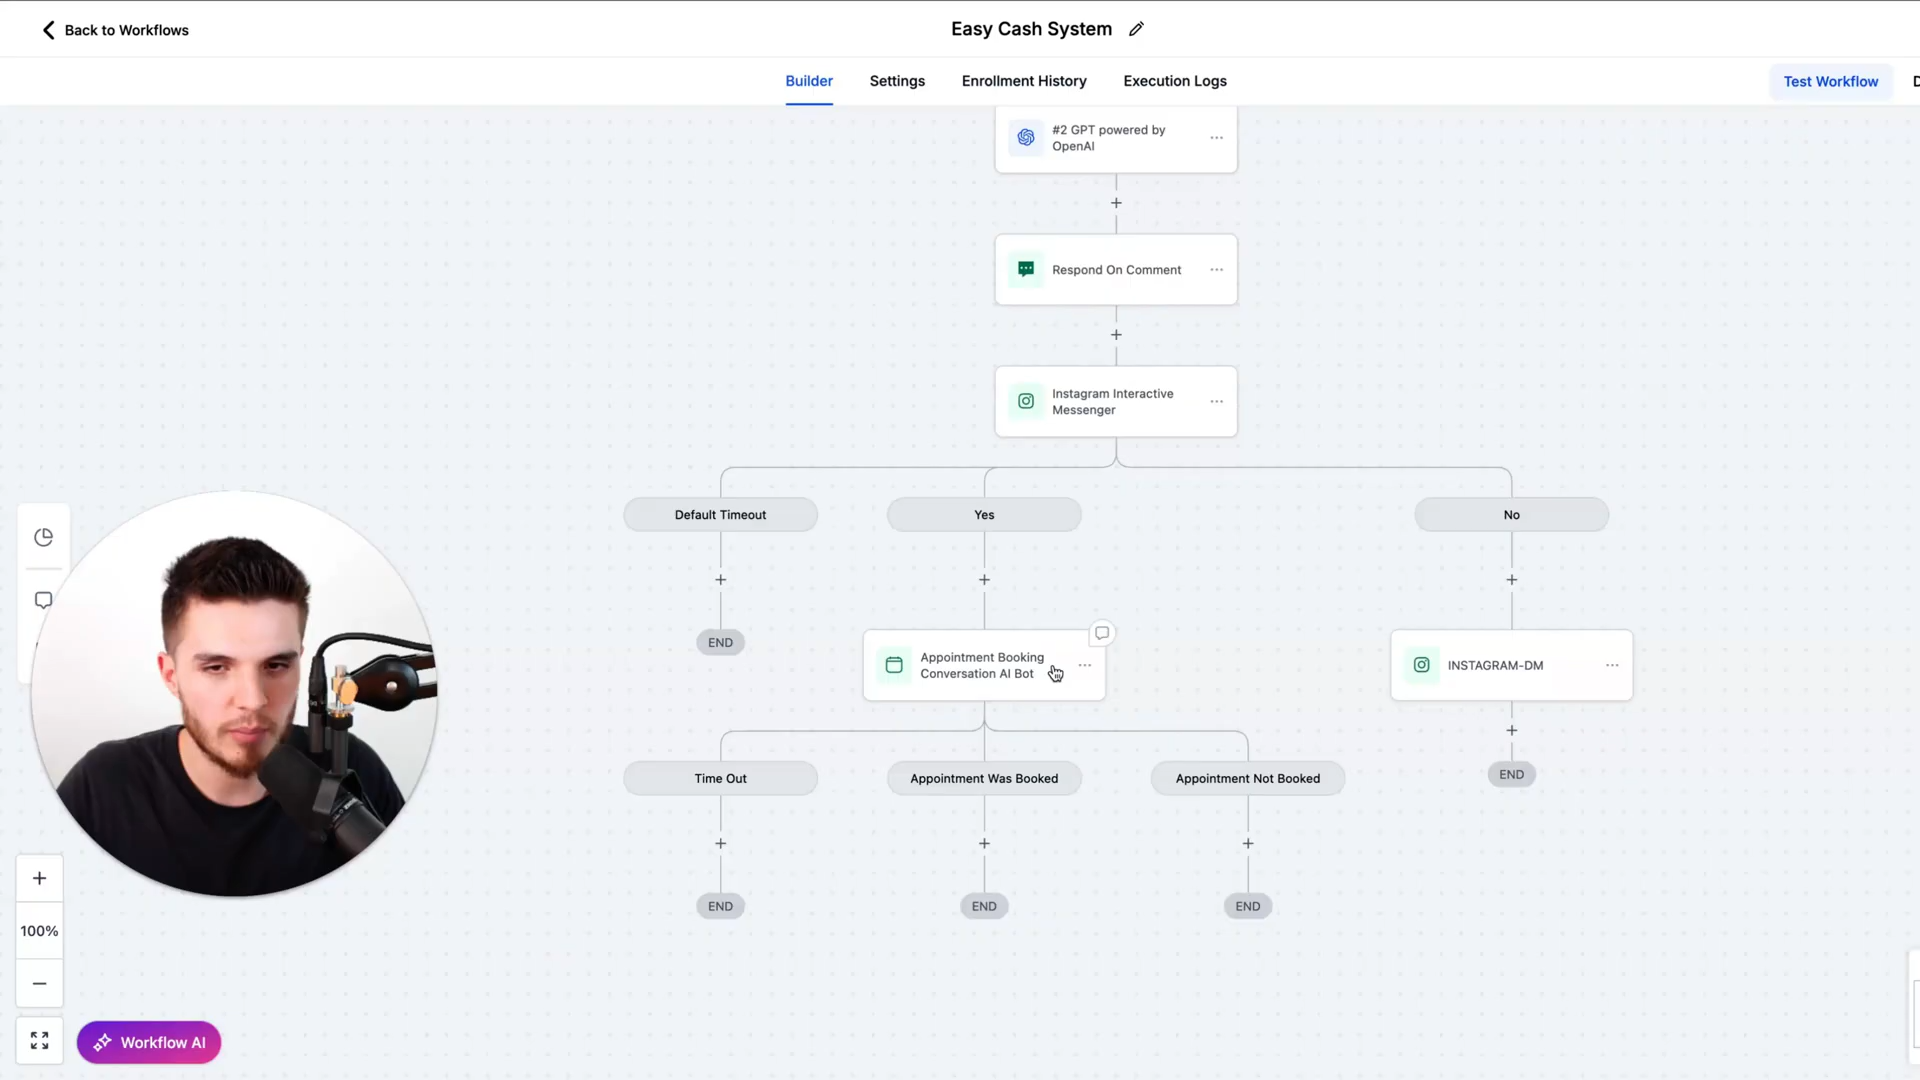 Back to Workflows
Easy Cash System
Builder
Settings
Enrollment History
Execution Logs
Test Workflow
D
#2 GPT powered by
OpenAI
Respond On Comment
Instagram Interactive
Messenger
Default Timeout
Yes
No
END
Appointment Booking
Conversation AI Bot
INSTAGRAM-DM
Time Out
Appointment Was Booked
Appointment Not Booked
END
END
END
END
100%
Workflow AI